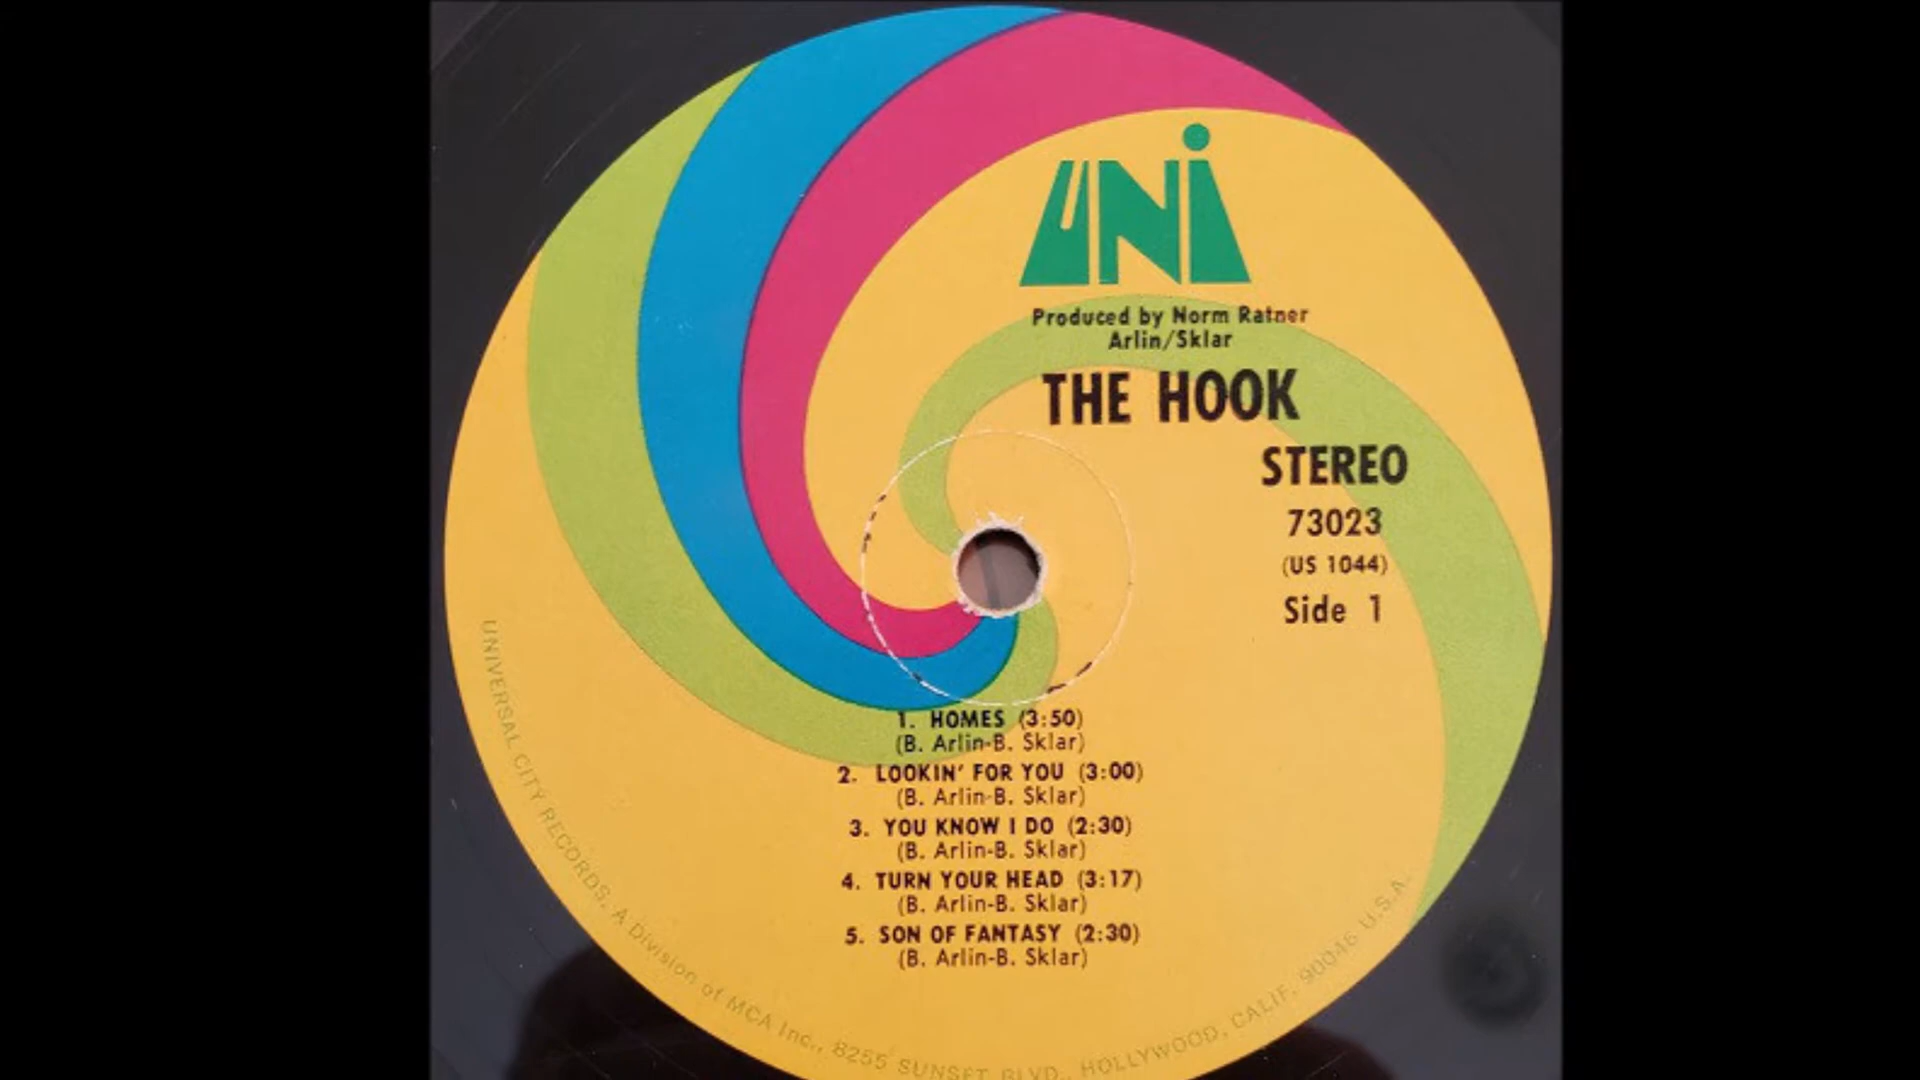 UNi
Produced by Norm Ratner
Arlin/Sklar
THE HOOK
STEREO
73023
(US 1044)
Side 1
1. HOMES (3:50)
(B. Arlin-B. Sklar)
2. LOOKIN' FOR YOU (3:00)
(B. Arlin-B. Sklar)
3. YOU KNOW I DO (2:30)
(B. Arlin-B. Sklar)
4. TURN YOUR HEAD (3:17)
(B. Arlin-B. Sklar)
5. SON OF FANTASY (2:30)
(B. Arlin-B. Sklar)
UNIVERSAL CITY RECORDS, A Division of MCA Inc., 8255 SUNSET BLVD., HOLLYWOOD, CALIF. 90046 U.S.A.